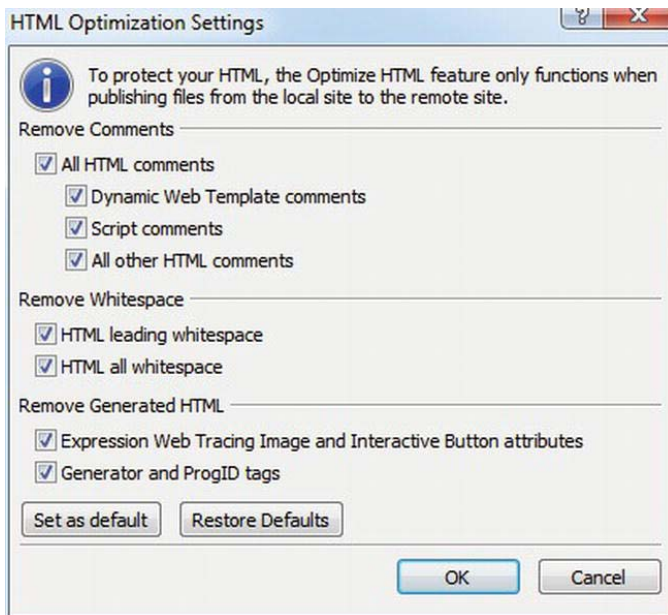 HTML Optimization Settings
To protect your HTML, the Optimize HTML feature only functions when
publishing files from the local site to the remote site.
Remove Comments
All HTML comments
Dynamic Web Template comments
Script comments
All other HTML comments
Remove Whitespace
HTML leading whitespace
HTML all whitespace
Remove Generated HTML
Expression Web Tracing Image and Interactive Button attributes
Generator and ProgID tags
Set as default Restore Defaults
OK Cancel